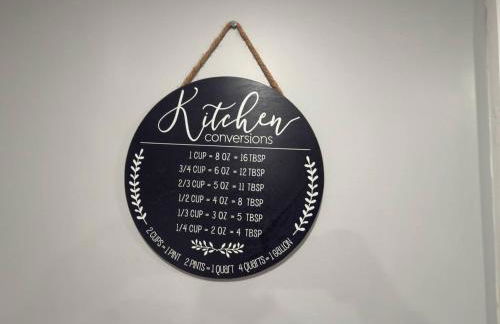 Kitchen
conversions
1 CUP = 8 OZ = 16 TBSP
3/4 CUP = 6 OZ = 12 TBSP
2/3 CUP = 5 OZ = 11 TBSP
1/2 CUP = 4 OZ = 8 TBSP
1/3 CUP = 3 OZ = 5 TBSP
1/4 CUP = 2 OZ = 4 TBSP
2 CUPS = 1 PINT 2 PINTS = 1 QUART 4 QUARTS = 1 GALLON